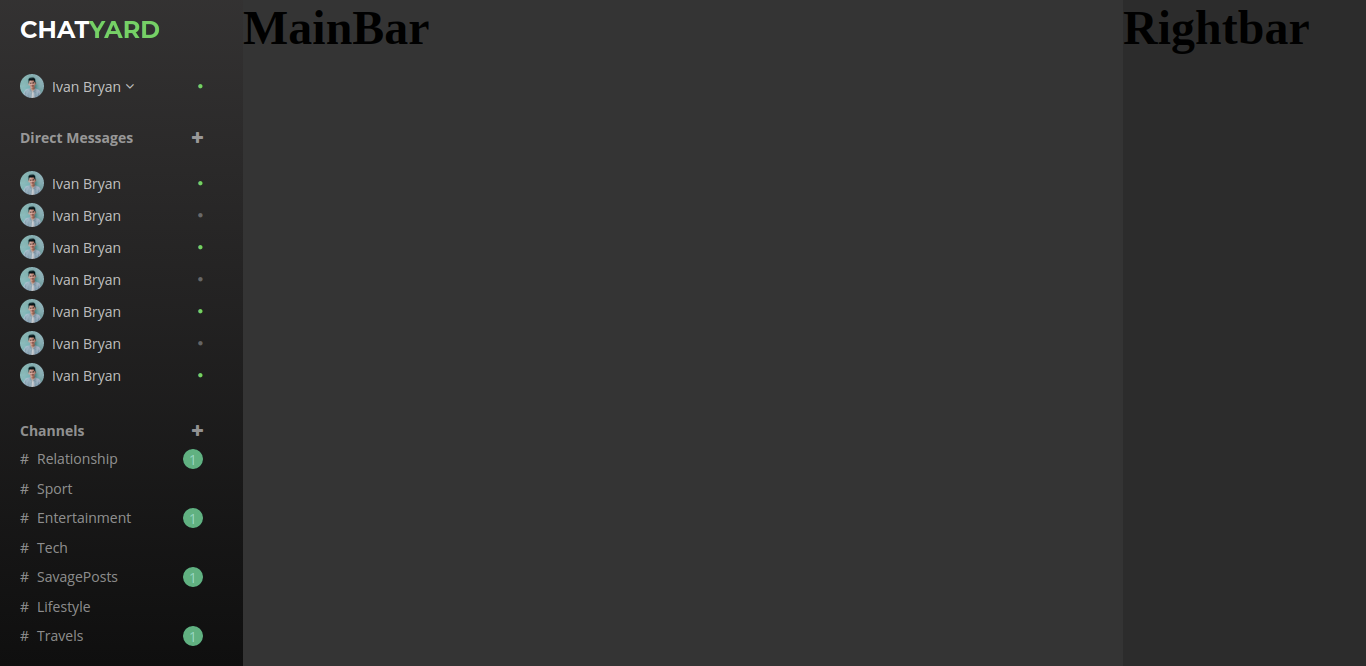 CHATYARD
Ivan Bryan
Direct Messages +
Ivan Bryan
Ivan Bryan
Ivan Bryan
Ivan Bryan
Ivan Bryan
Ivan Bryan
Ivan Bryan
Channels +
# Relationship 1
# Sport
# Entertainment 1
# Tech
# SavagePosts 1
# Lifestyle
# Travels 1
MainBar
Rightbar